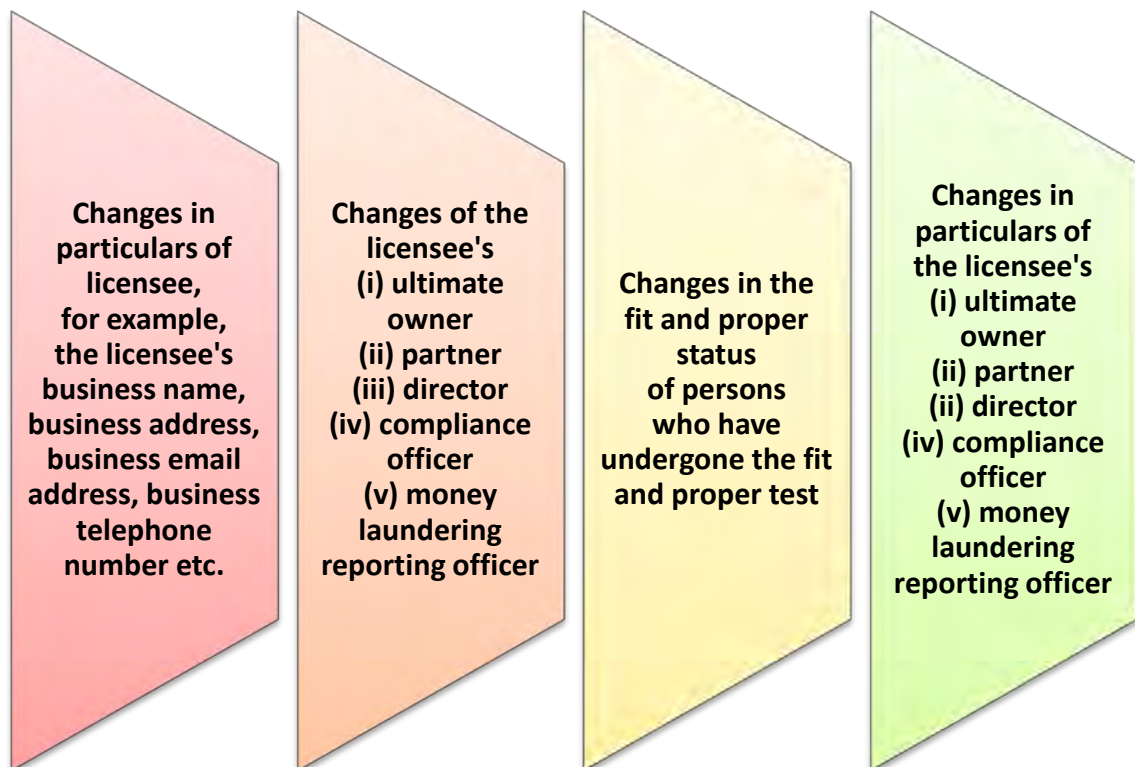 Changes in
particulars of
licensee,
for example,
the licensee's
business name,
business address,
business email
address, business
telephone
number etc.
Changes of the
licensee's
(i) ultimate
owner
(ii) partner
(iii) director
(iv) compliance
officer
(v) money
laundering
reporting officer
Changes in the
fit and proper
status
of persons
who have
undergone the fit
and proper test
Changes in
particulars of
the licensee's
(i) ultimate
owner
(ii) partner
(ii) director
(iv) compliance
officer
(v) money
laundering
reporting officer